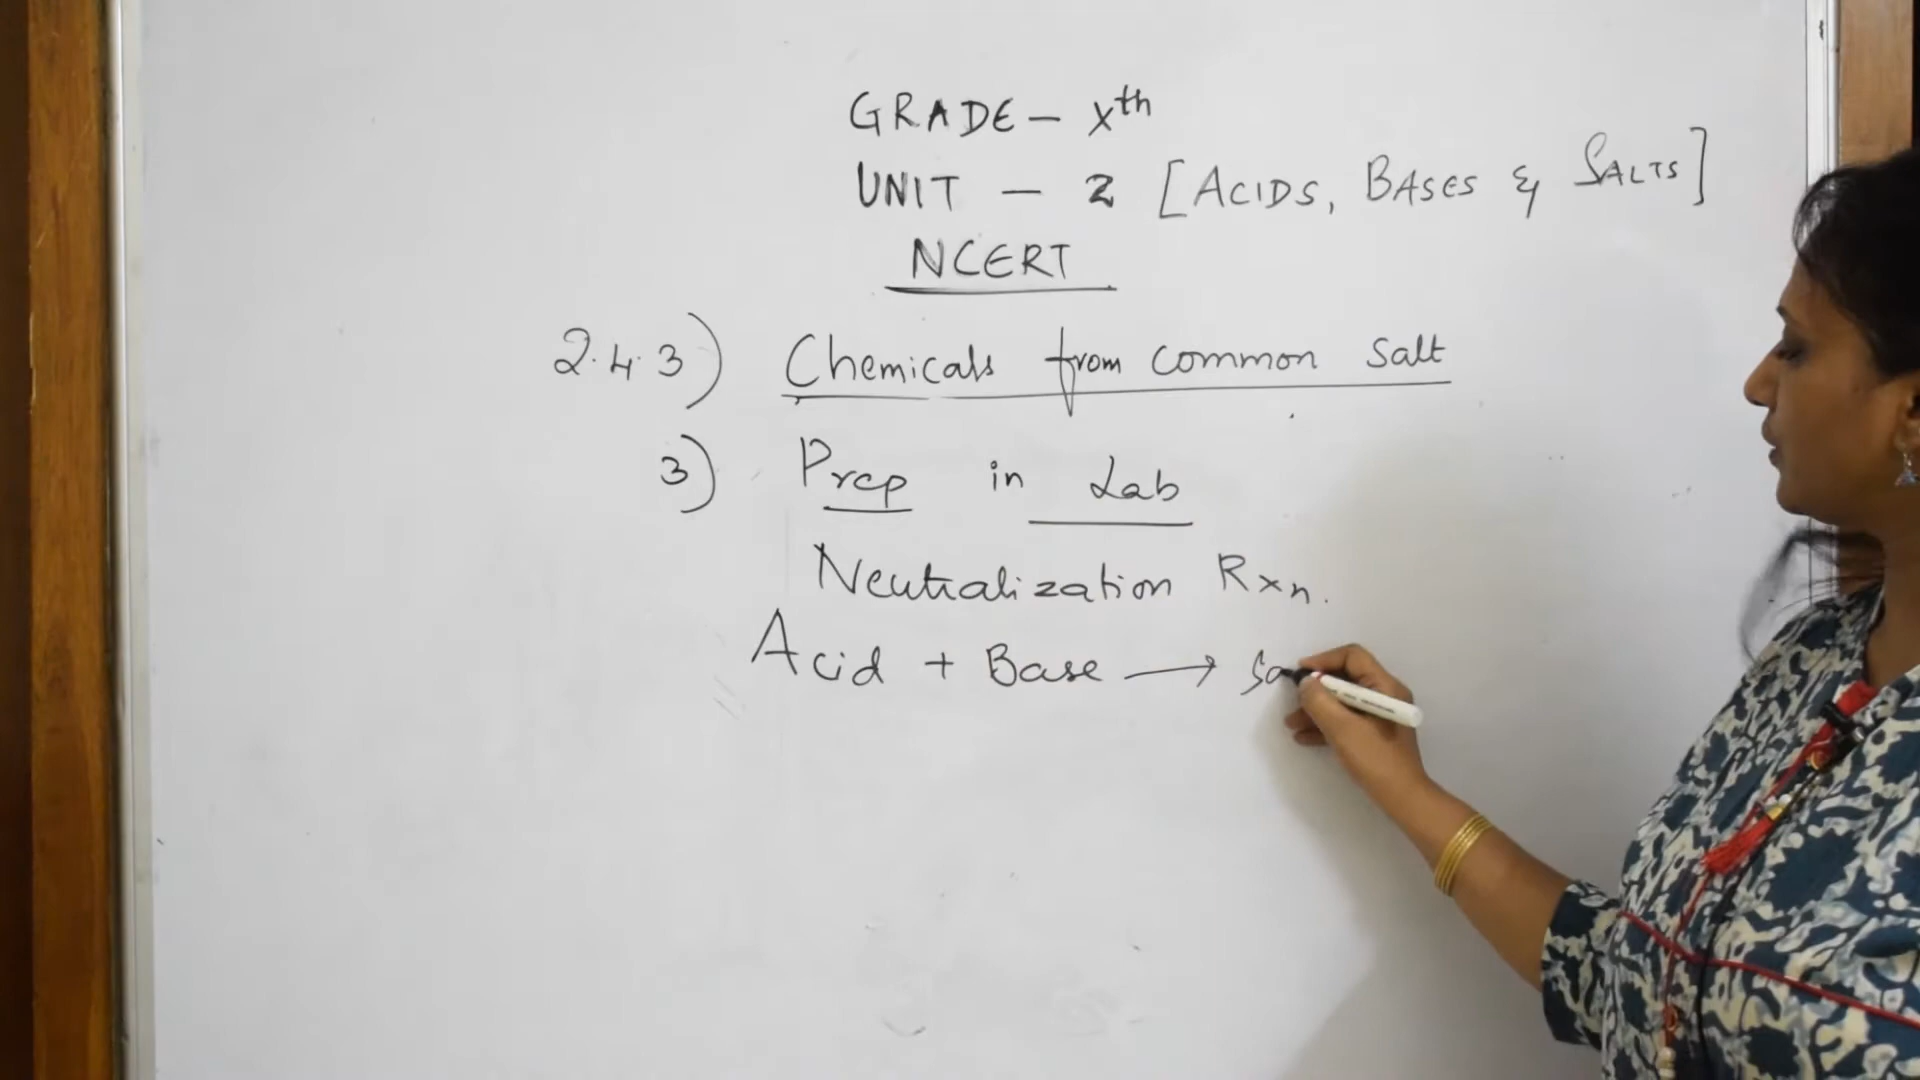 GRADE - Xth
UNIT - 2 [ACIDS, BASES & SALTS]
NCERT
2.4.3) Chemicals from common Salt
3) Prep in Lab
Neutralization Rxn.
Acid + Base → Sa